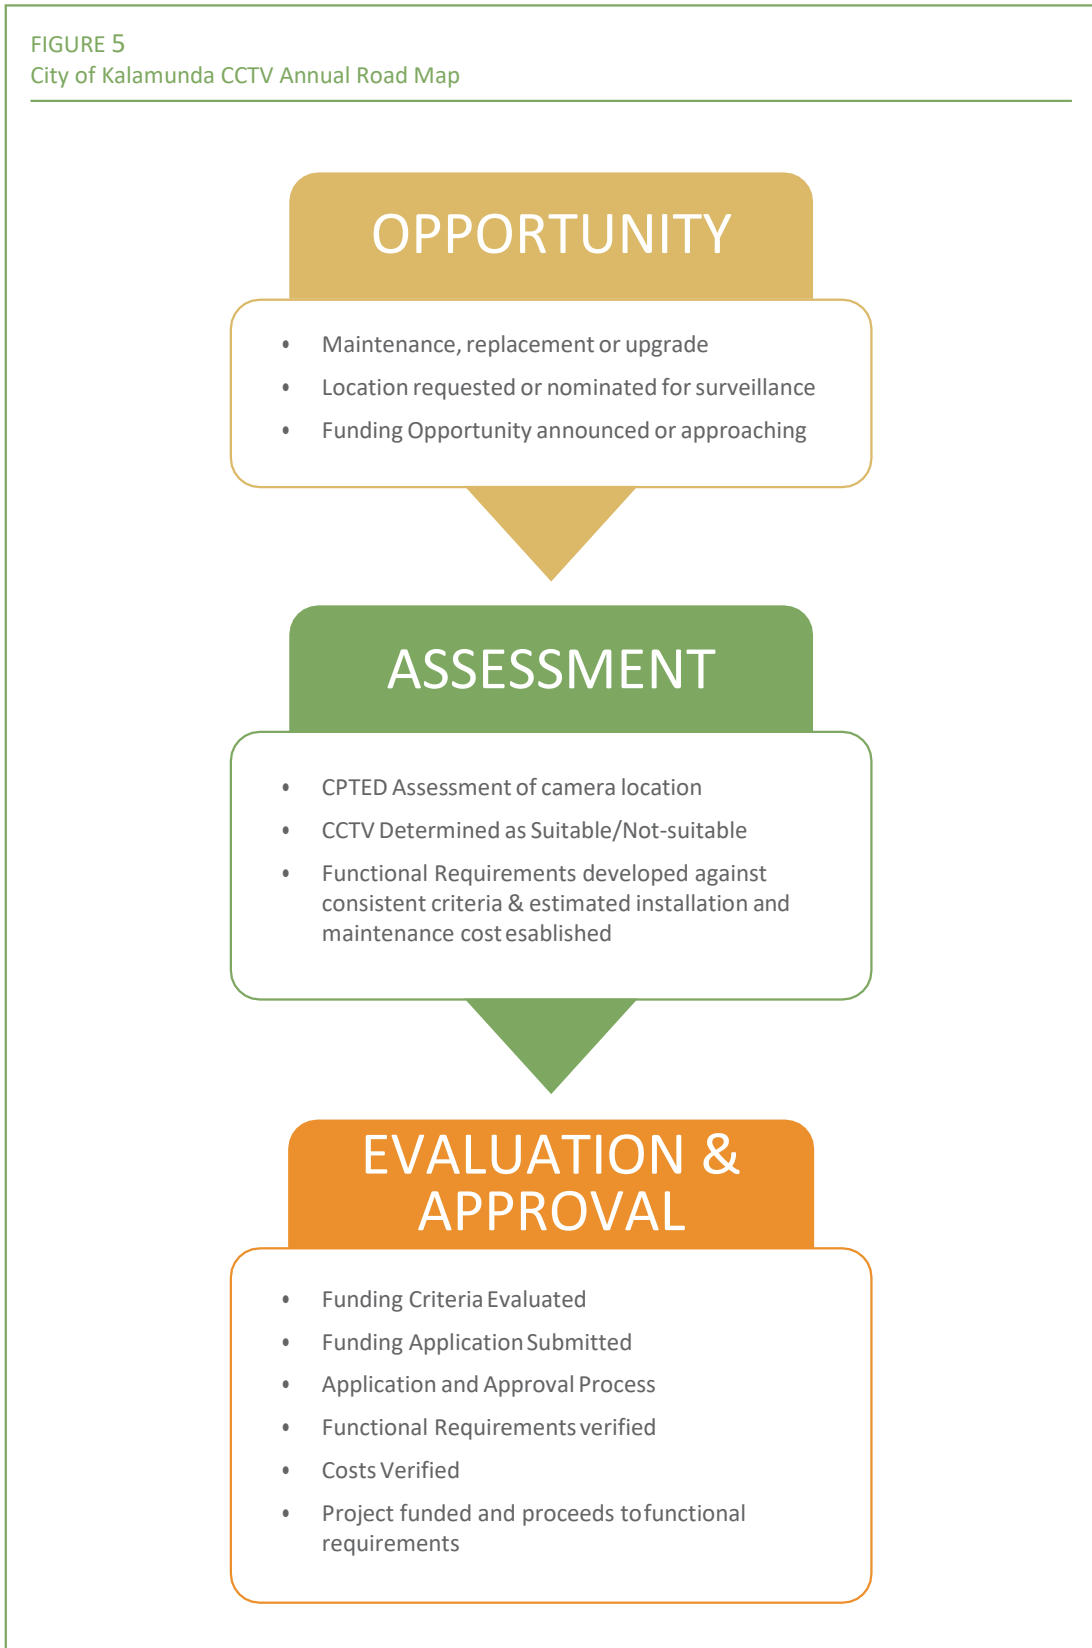 FIGURE 5
City of Kalamunda CCTV Annual Road Map
OPPORTUNITY
• Maintenance, replacement or upgrade
• Location requested or nominated for surveillance
• Funding Opportunity announced or approaching
ASSESSMENT
• CPTED Assessment of camera location
• CCTV Determined as Suitable/Not-suitable
• Functional Requirements developed against
consistent criteria & estimated installation and
maintenance cost esablished
EVALUATION &
APPROVAL
• Funding Criteria Evaluated
• Funding Application Submitted
• Application and Approval Process
• Functional Requirements verified
• Costs Verified
• Project funded and proceeds to functional
requirements